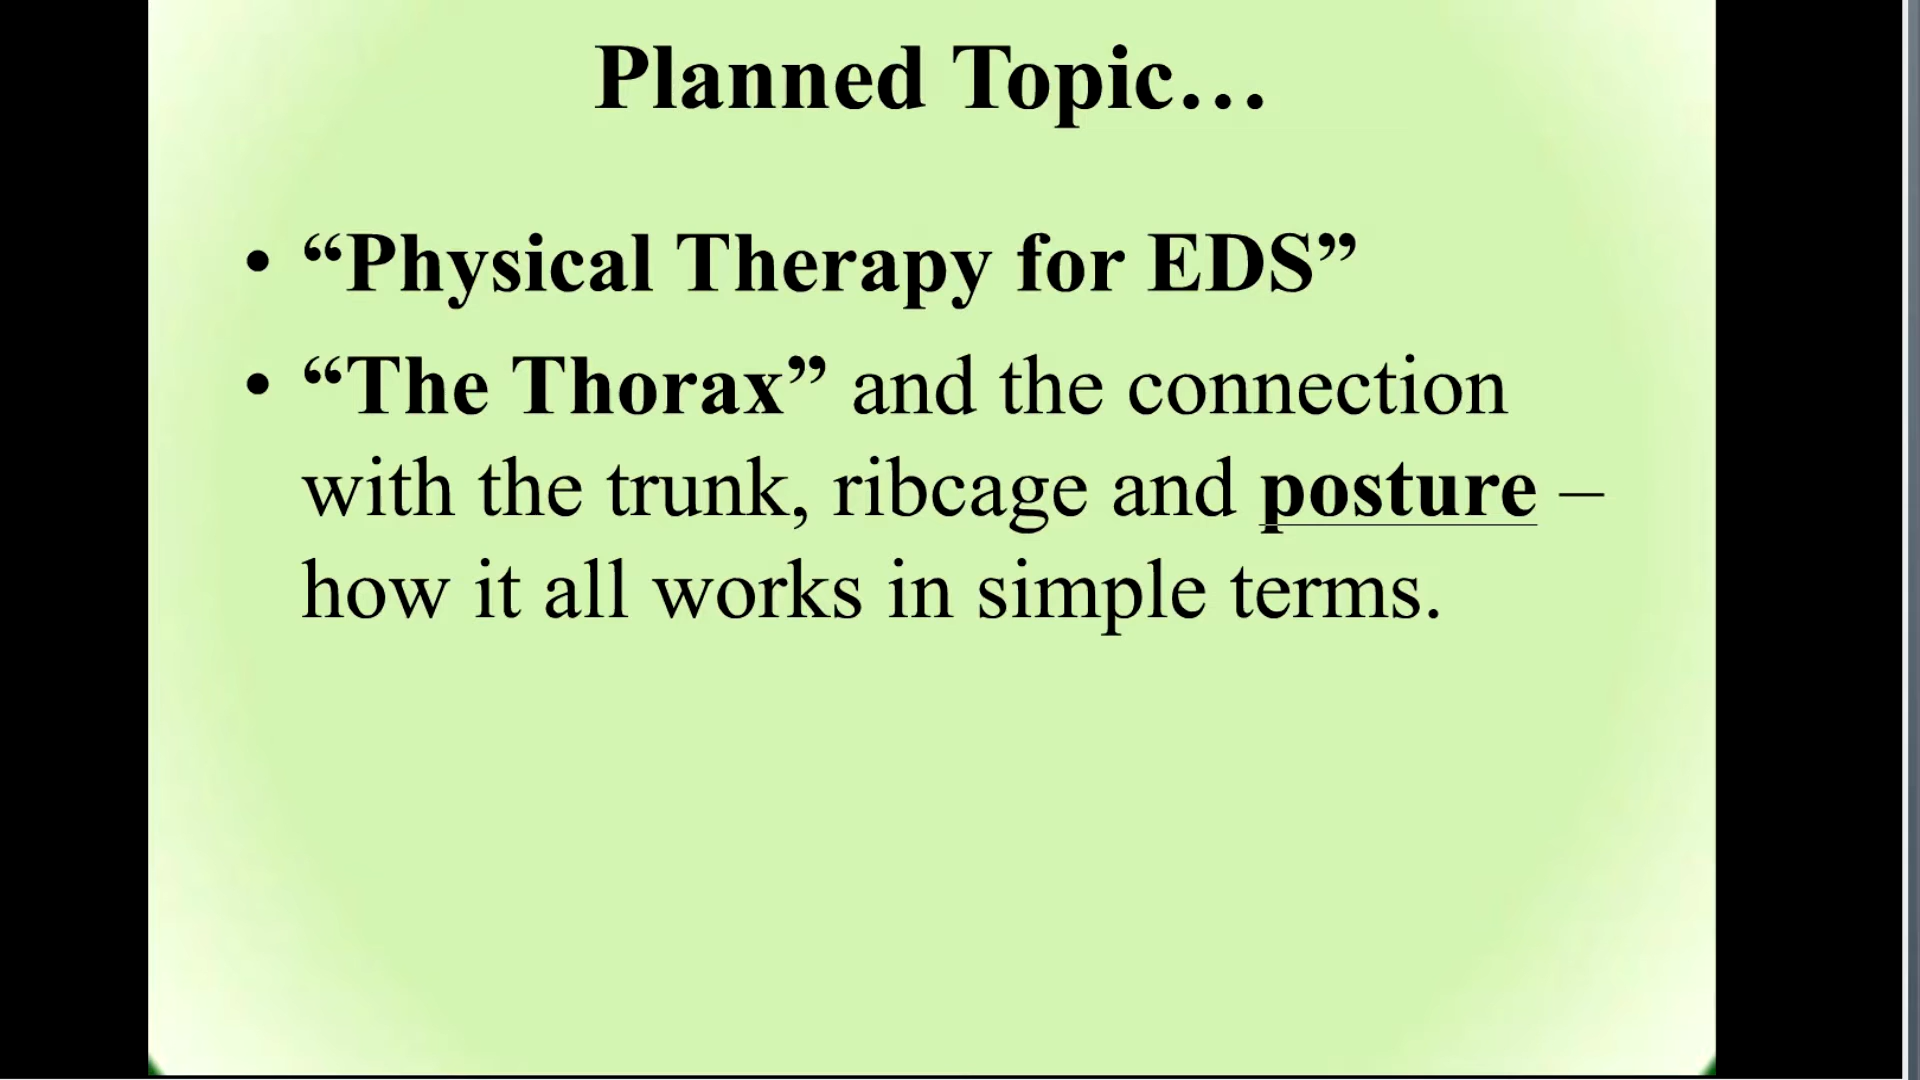 Planned Topic…
• “Physical Therapy for EDS”
• “The Thorax” and the connection
with the trunk, ribcage and posture –
how it all works in simple terms.